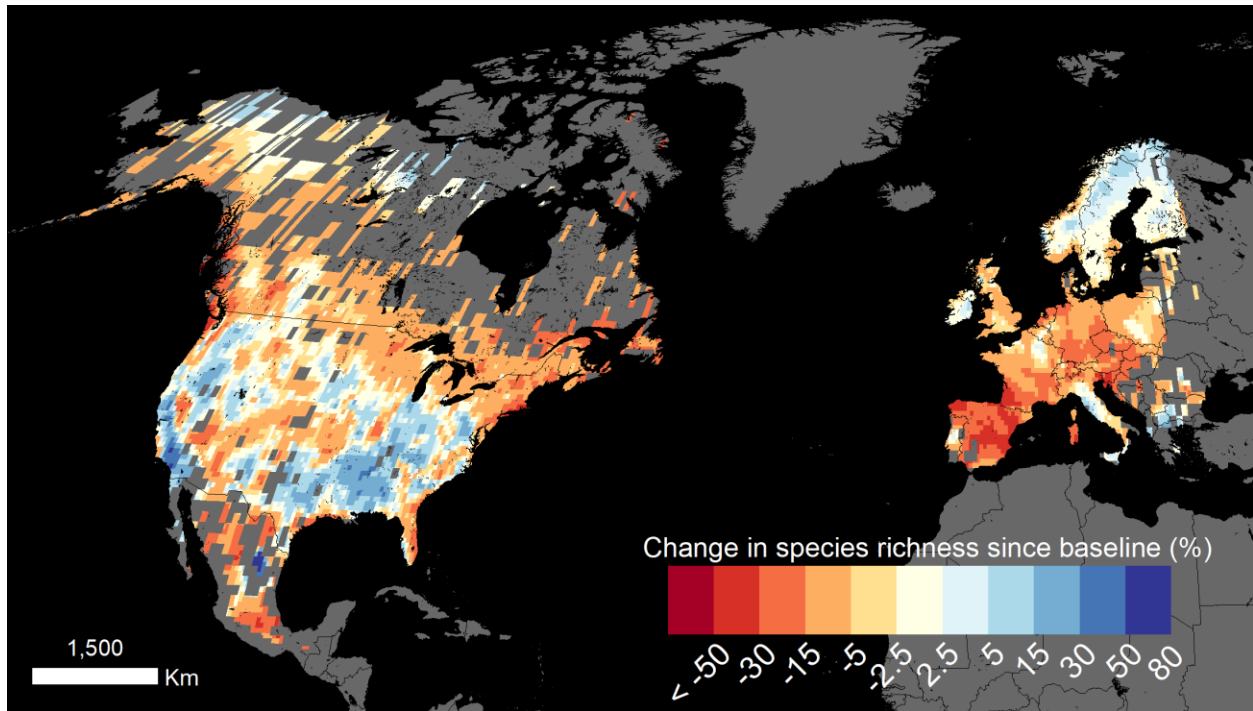 Change in species richness since baseline (%)
< -50 -30 -15 -5 -2.5 2.5 5 15 30 50 80
1,500
Km